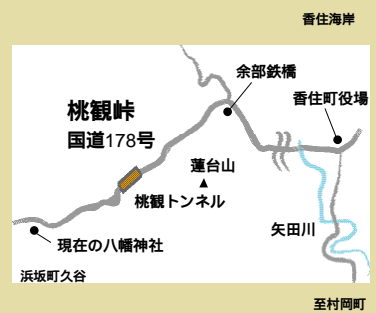 香住海岸
余部鉄橋
香住町役場
桃観峠
国道178号
蓮台山
桃観トンネル
矢田川
現在の八幡神社
浜坂町久谷
至村岡町